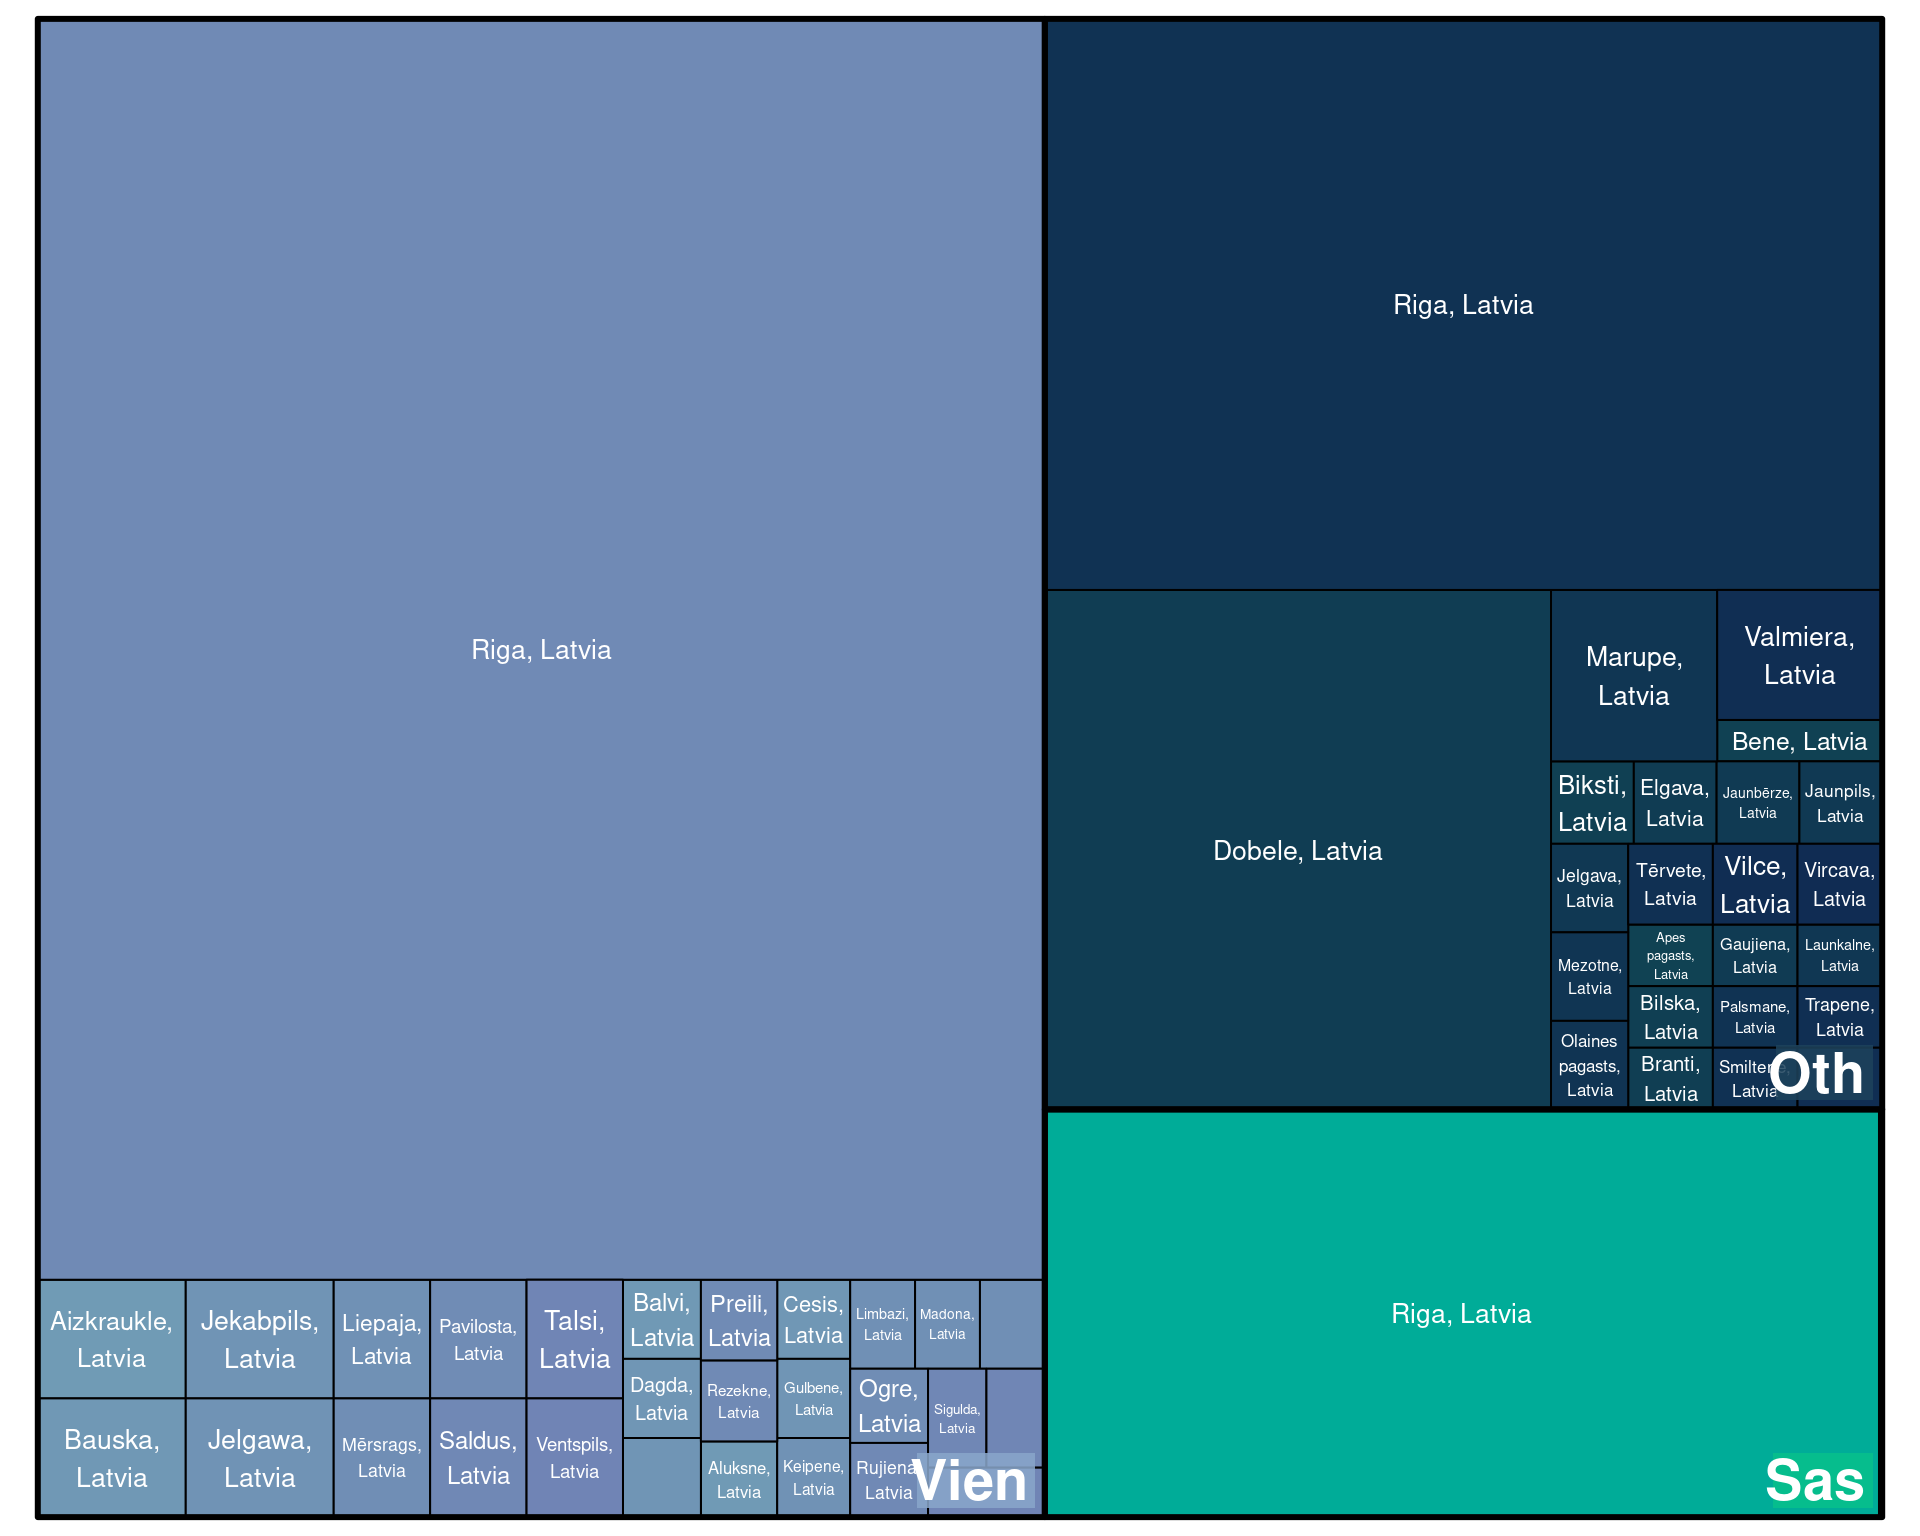 Riga, Latvia
Aizkraukle,
Latvia
Jekabpils,
Latvia
Liepaja,
Latvia
Pavilosta,
Latvia
Talsi,
Latvia
Balvi,
Latvia
Preili,
Latvia
Cesis,
Latvia
Limbazi,
Latvia
Madona,
Latvia
Dagda,
Latvia
Rezekne,
Latvia
Gulbene,
Latvia
Ogre,
Latvia
Sigulda,
Latvia
Bauska,
Latvia
Jelgawa,
Latvia
Mērsrags,
Latvia
Saldus,
Latvia
Ventspils,
Latvia
Aluksne,
Latvia
Keipene,
Latvia
Rujiena
Latvia
Vien
Riga, Latvia
Dobele, Latvia
Marupe,
Latvia
Valmiera,
Latvia
Bene, Latvia
Biksti,
Latvia
Elgava,
Latvia
Jaunbērze,
Latvia
Jaunpils,
Latvia
Jelgava,
Latvia
Tērvete,
Latvia
Vilce,
Latvia
Vircava,
Latvia
Mezotne,
Latvia
Apes
pagasts,
Latvia
Gaujiena,
Latvia
Launkalne,
Latvia
Bilska,
Latvia
Palsmane,
Latvia
Trapene,
Latvia
Olaines
pagasts,
Latvia
Branti,
Latvia
Smiltene,
Latvia
Oth
Riga, Latvia
Sas